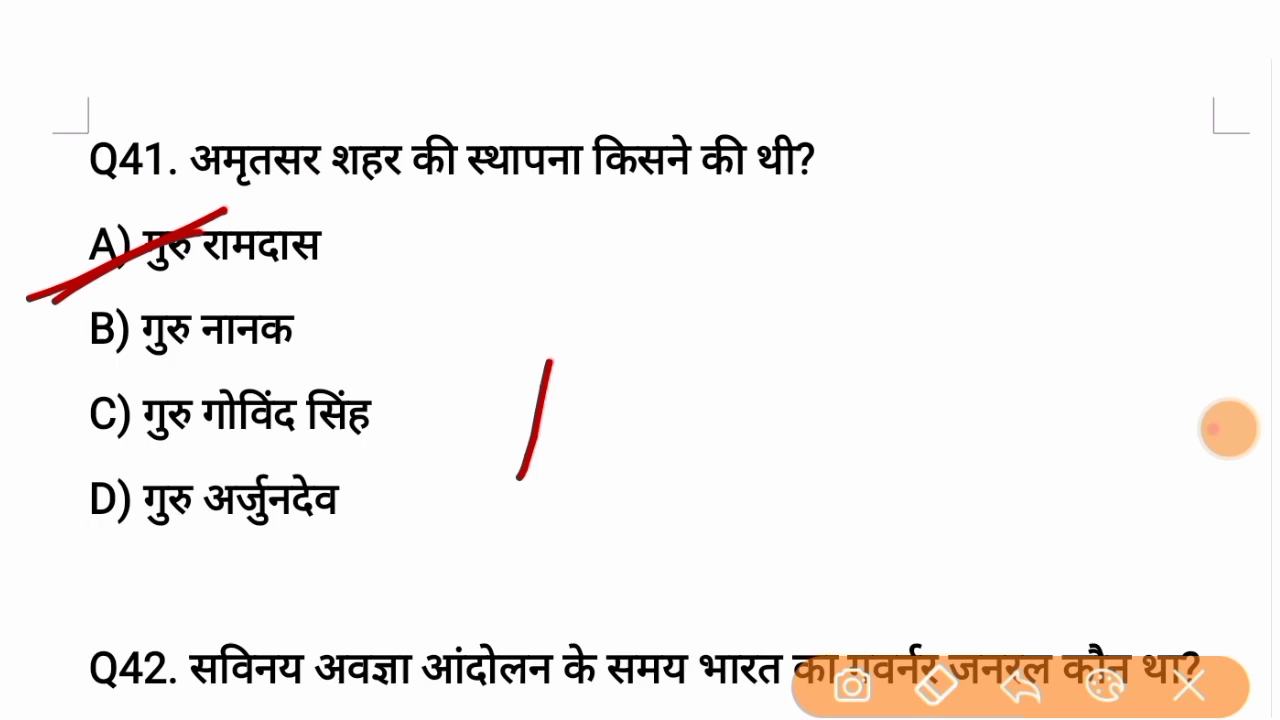 Q41. अमृतसर शहर की स्थापना किसने की थी?
A) गुरु रामदास
B) गुरु नानक
C) गुरु गोविंद सिंह
D) गुरु अर्जुनदेव
Q42. सविनय अवज्ञा आंदोलन के समय भारत का गवर्नर जनरल कौन था?